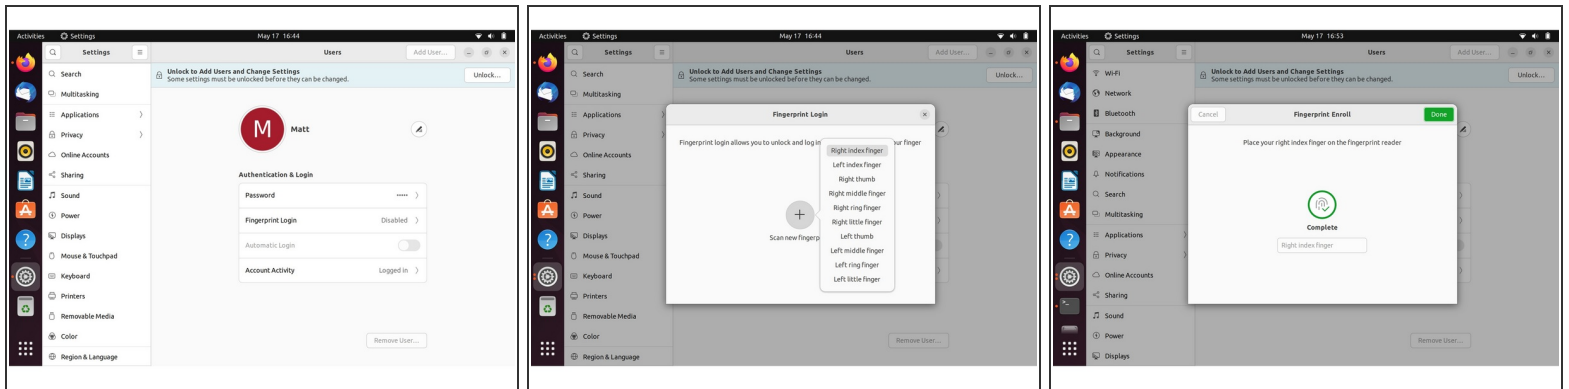 Activities Settings May 17 16:44
Settings Users Add User...
Search
Unlock to Add Users and Change Settings
Some settings must be unlocked before they can be changed.
Unlock...
Multitasking
Applications
Privacy
Online Accounts
Sharing
Sound
Power
Displays
Mouse & Touchpad
Keyboard
Printers
Removable Media
Color
Region & Language
M Matt
Authentication & Login
Password •••••
Fingerprint Login Disabled
Automatic Login
Account Activity Logged in
Remove User...
Activities Settings May 17 16:44
Settings Users Add User...
Search
Unlock to Add Users and Change Settings
Some settings must be unlocked before they can be changed.
Unlock...
Multitasking
Applications
Privacy
Online Accounts
Sharing
Sound
Power
Displays
Mouse & Touchpad
Keyboard
Printers
Removable Media
Color
Region & Language
Fingerprint Login
Fingerprint login allows you to unlock and log in your finger
Right index finger
Left index finger
Right thumb
Right middle finger
Right ring finger
Right little finger
Left thumb
Left middle finger
Left ring finger
Left little finger
Scan new fingerp
Remove User...
Activities Settings May 17 16:53
Settings Users Add User...
Wi-Fi
Unlock to Add Users and Change Settings
Some settings must be unlocked before they can be changed.
Unlock...
Network
Bluetooth
Background
Appearance
Notifications
Search
Multitasking
Applications
Privacy
Online Accounts
Sharing
Sound
Power
Displays
Cancel Fingerprint Enroll Done
Place your right index finger on the fingerprint reader
Complete
Right index finger
Remove User...